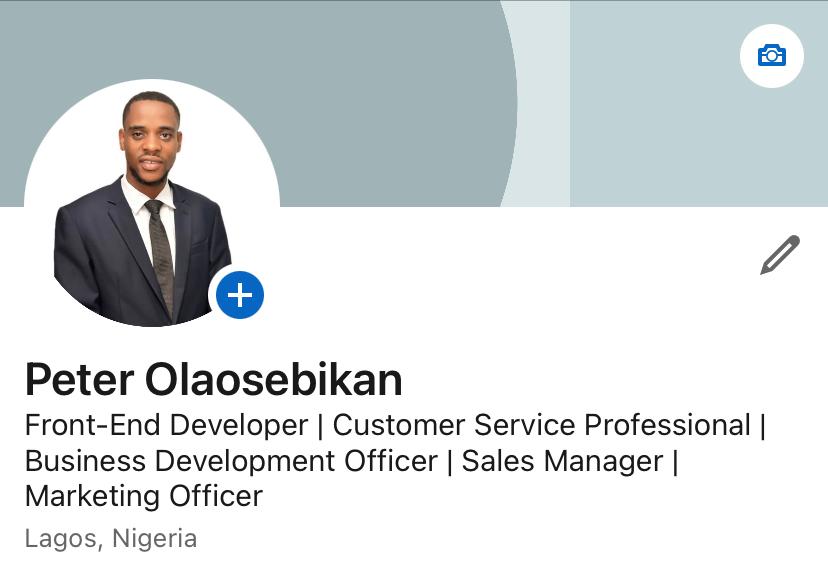 Peter Olaosebikan
Front-End Developer | Customer Service Professional |
Business Development Officer | Sales Manager |
Marketing Officer
Lagos, Nigeria